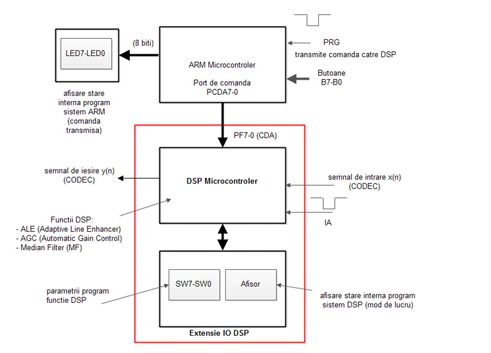 LED7-LED0
(8 biti)
afisare stare
interna program
sistem ARM
(comanda
transmisa)
ARM Microcontroler
Port de comanda
PCDA7-0
PRG
transmite comanda catre DSP
Butoane
B7-B0
PF7-0 (CDA)
semnal de iesire y(n)
(CODEC)
DSP Microcontroler
semnal de intrare x(n)
(CODEC)
IA
Functii DSP:
- ALE (Adaptive Line Enhancer)
- AGC (Automatic Gain Control)
- Median Filter (MF)
parametrii program
functie DSP
SW7-SW0
Afisor
afisare stare interna program
sistem DSP (mod de lucru)
Extensie IO DSP